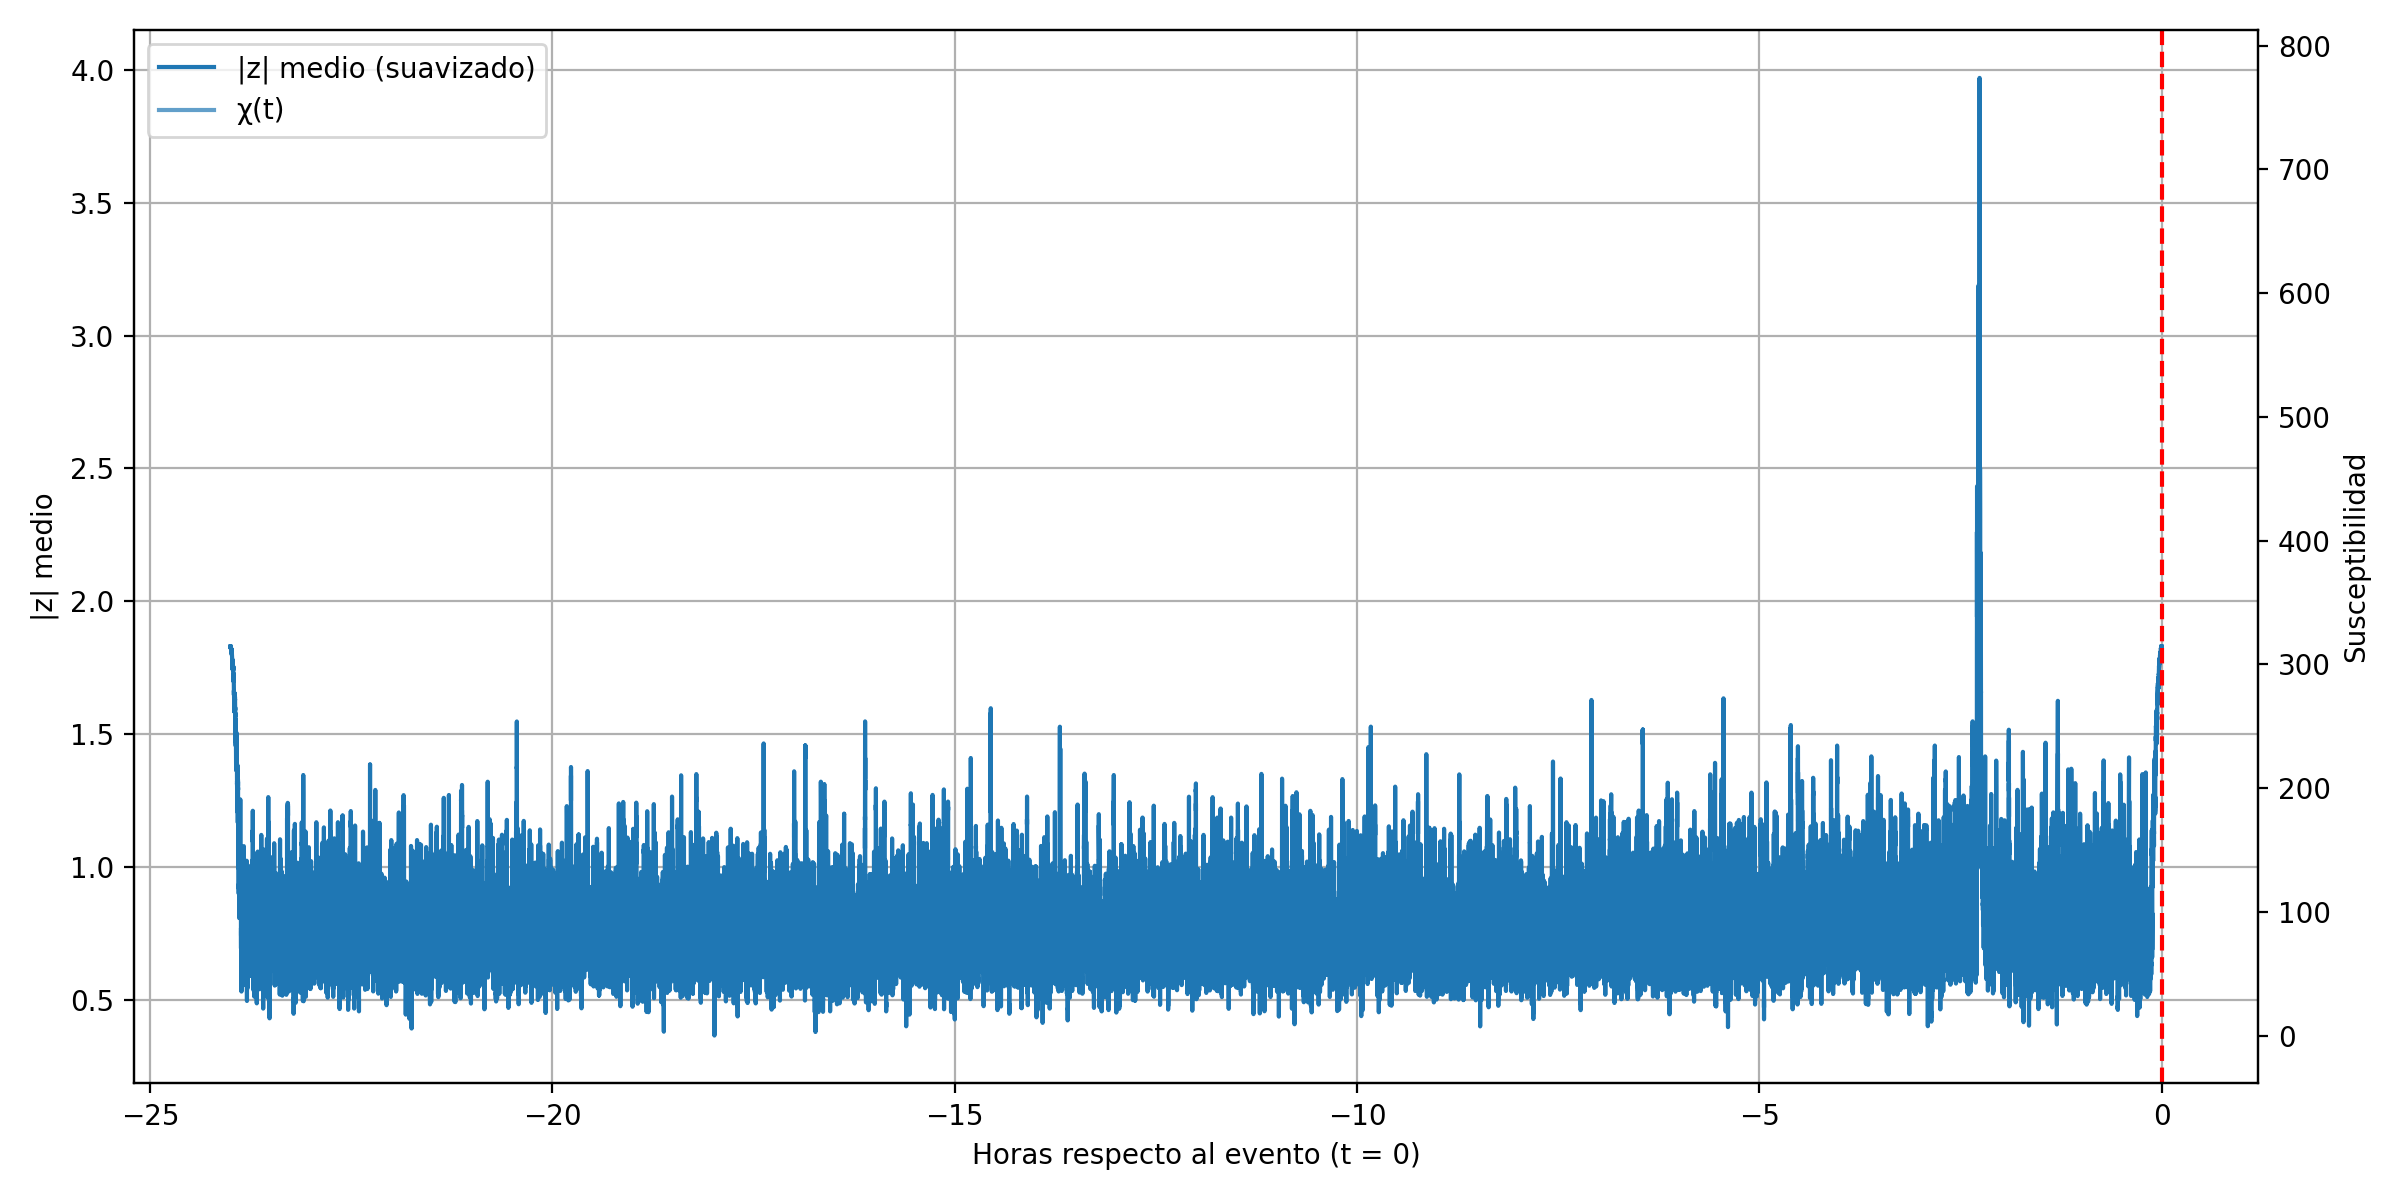 |z| medio (suavizado)
χ(t)
4.0
3.5
3.0
2.5
2.0
1.5
1.0
0.5
|z| medio
800
700
600
500
400
300
200
100
0
Susceptibilidad
−25 −20 −15 −10 −5 0
Horas respecto al evento (t = 0)